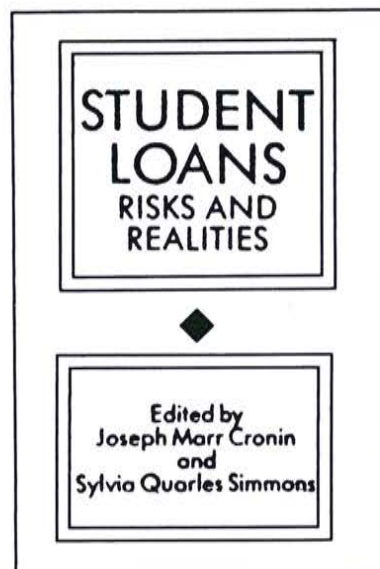 STUDENT
LOANS
RISKS AND
REALITIES
Edited by
Joseph Marr Cronin
and
Sylvia Quarles Simmons